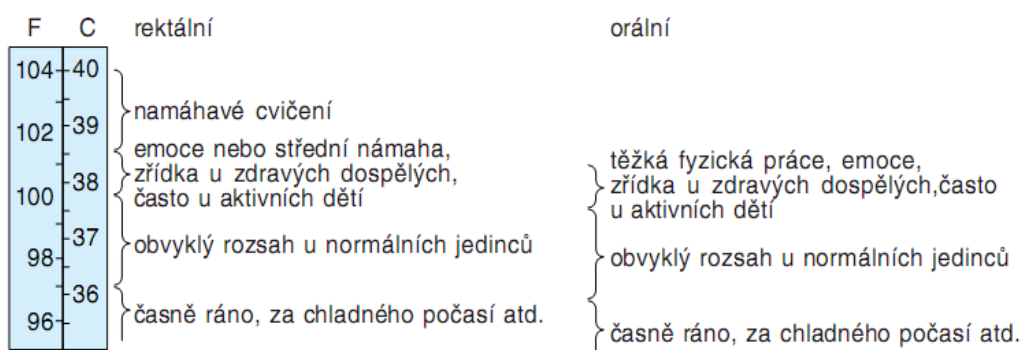 F C rektální orální
104 40
namáhavé cvičení
102 39
emoce nebo střední námaha,
zřídka u zdravých dospělých,
často u aktivních dětí
38
100
těžká fyzická práce, emoce,
zřídka u zdravých dospělých,často
u aktivních dětí
37
obvyklý rozsah u normálních jedinců
98
obvyklý rozsah u normálních jedinců
36
96
časně ráno, za chladného počasí atd.
časně ráno, za chladného počasí atd.